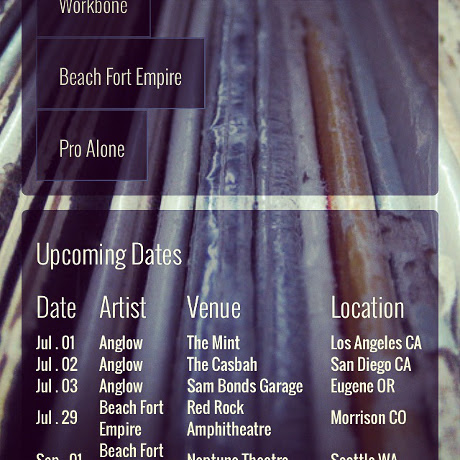 Workbone
Beach Fort Empire
Pro Alone
Upcoming Dates
Date Artist Venue Location
Jul . 01 Anglow The Mint Los Angeles CA
Jul . 02 Anglow The Casbah San Diego CA
Jul . 03 Anglow Sam Bonds Garage Eugene OR
Jul . 29 Beach Fort Empire Red Rock Amphitheatre Morrison CO
Sep . 01 Beach Fort Neptune Theatre Seattle WA